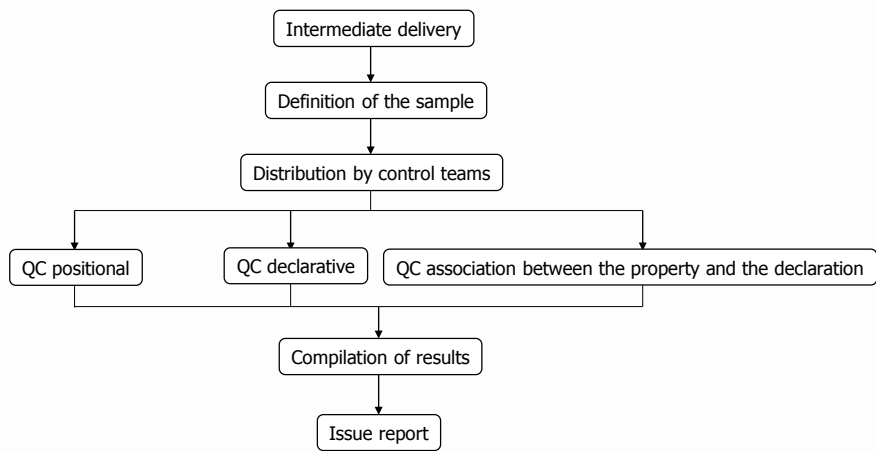 Intermediate delivery
Definition of the sample
Distribution by control teams
QC positional
QC declarative
QC association between the property and the declaration
Compilation of results
Issue report